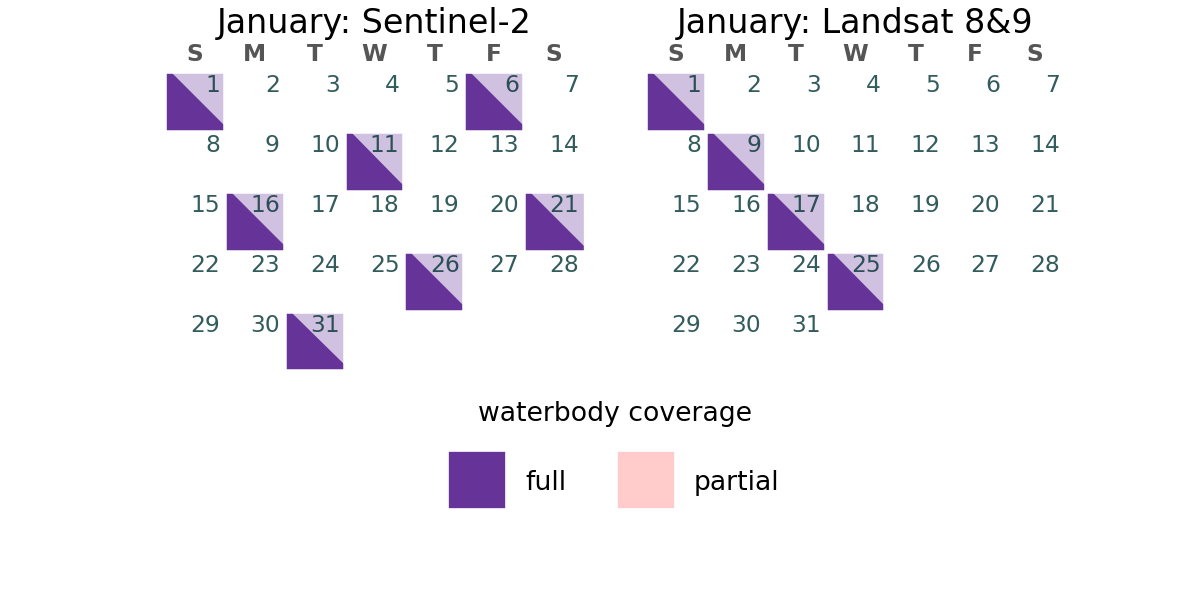 January: Sentinel-2
S M T W T F S
1 2 3 4 5 6 7
8 9 10 11 12 13 14
15 16 17 18 19 20 21
22 23 24 25 26 27 28
29 30 31
January: Landsat 8&9
S M T W T F S
1 2 3 4 5 6 7
8 9 10 11 12 13 14
15 16 17 18 19 20 21
22 23 24 25 26 27 28
29 30 31
waterbody coverage
full partial